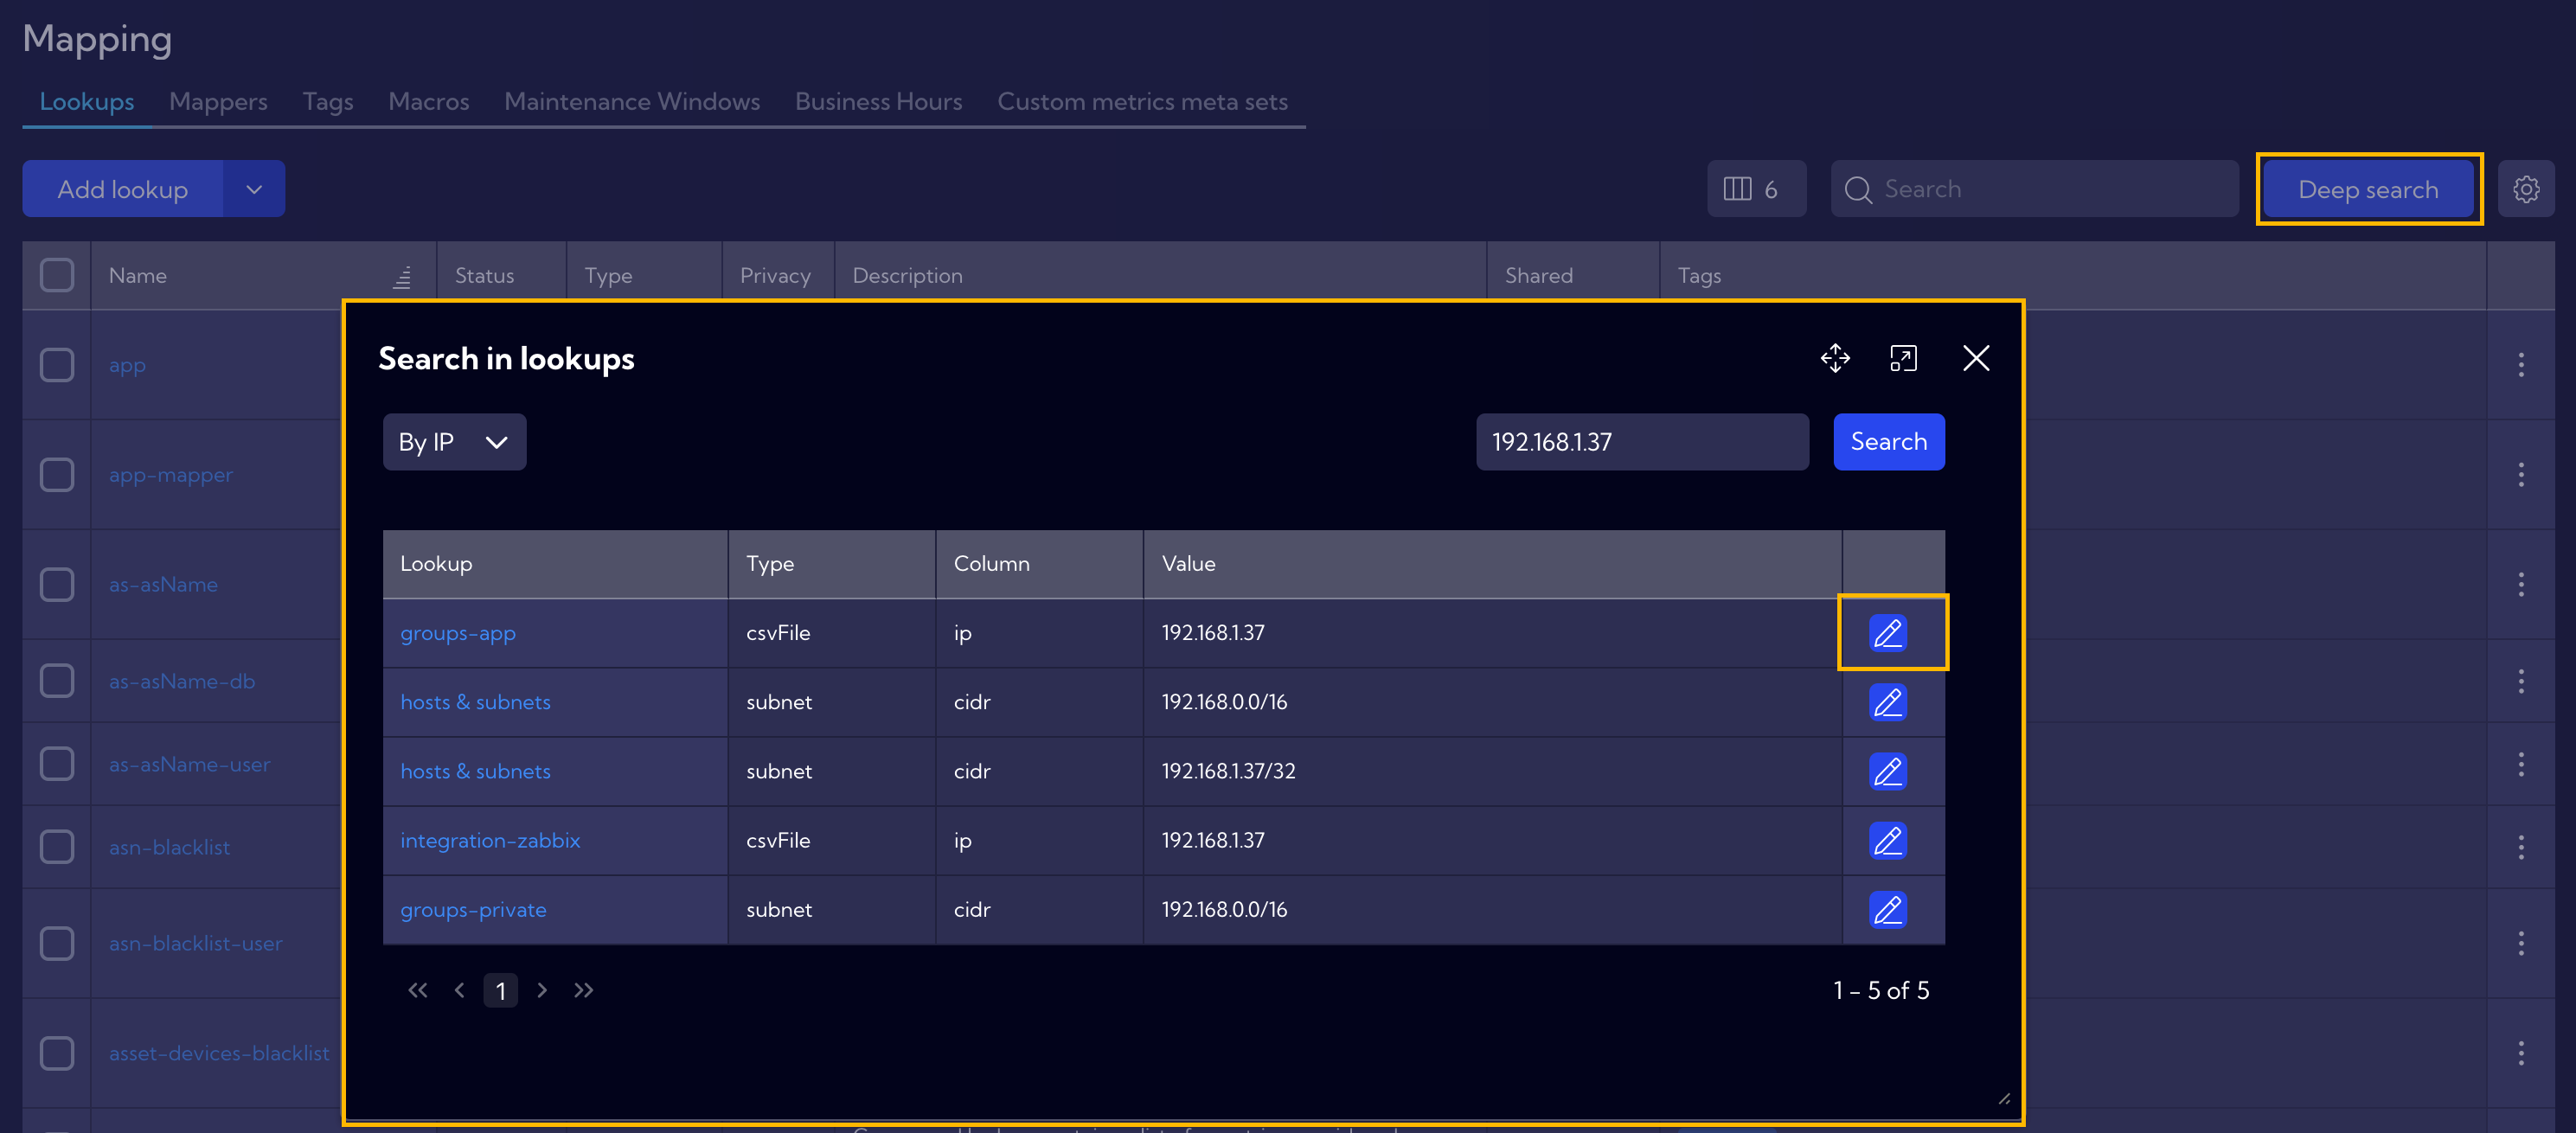 Mapping
Lookups Mappers Tags Macros Maintenance Windows Business Hours Custom metrics meta sets
Add lookup 6 Search Deep search
Name Status Type Privacy Description Shared Tags
app
app-mapper
as-asName
as-asName-db
as-asName-user
asn-blacklist
asn-blacklist-user
asset-devices-blacklist
Search in lookups
By IP 192.168.1.37 Search
Lookup Type Column Value
groups-app csvFile ip 192.168.1.37
hosts & subnets subnet cidr 192.168.0.0/16
hosts & subnets subnet cidr 192.168.1.37/32
integration-zabbix csvFile ip 192.168.1.37
groups-private subnet cidr 192.168.0.0/16
1 1 - 5 of 5